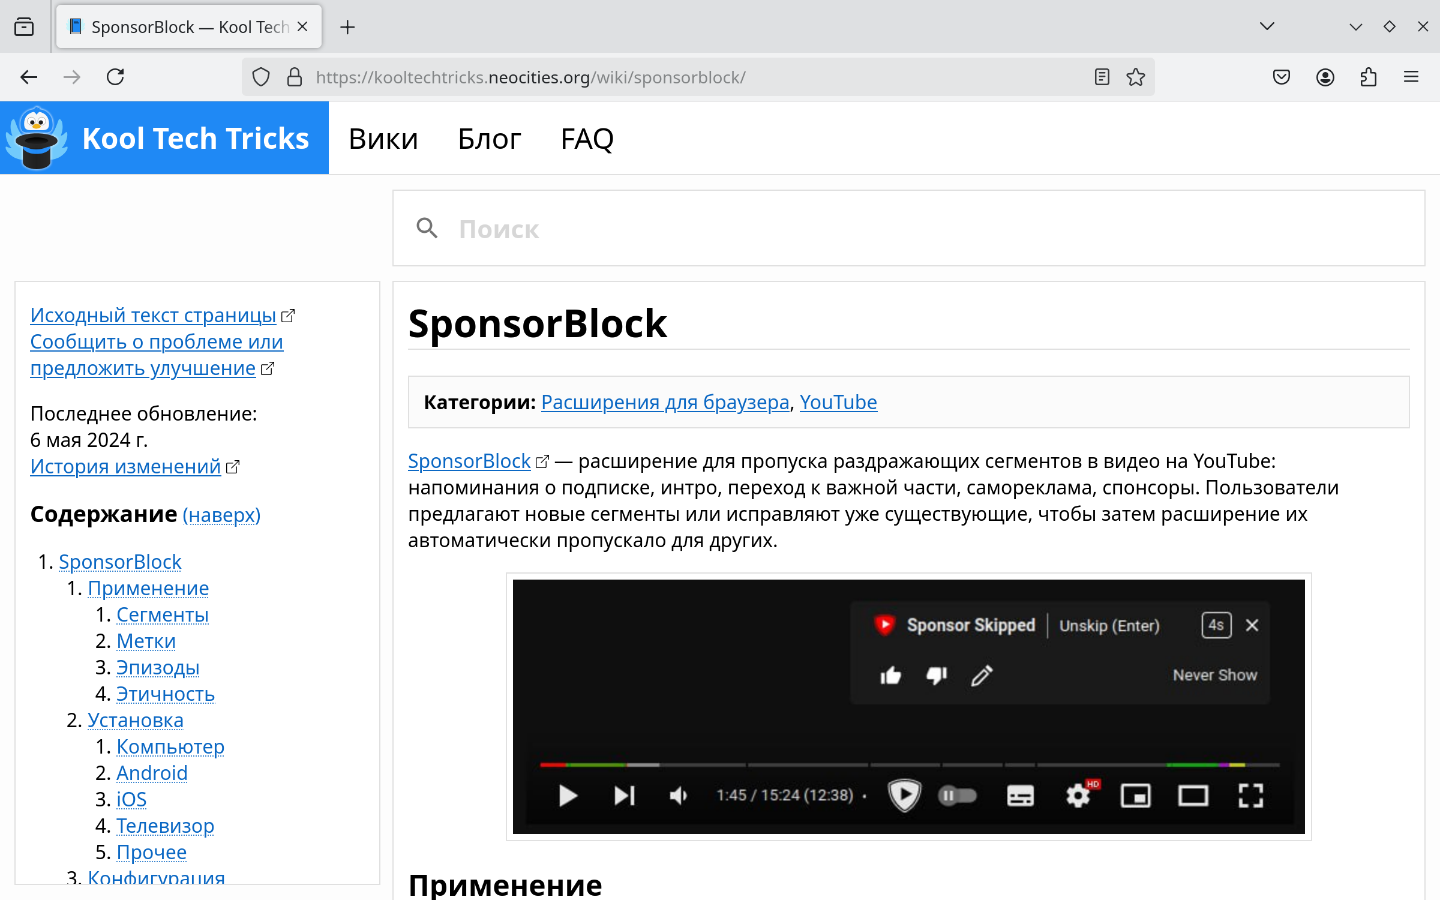 SponsorBlock — Kool Tech
https://kooltechtricks.neocities.org/wiki/sponsorblock/
Kool Tech Tricks
Вики
Блог
FAQ
Поиск
Исходный текст страницы
Сообщить о проблеме или
предложить улучшение
Последнее обновление:
6 мая 2024 г.
История изменений
Содержание (наверх)
1. SponsorBlock
1. Применение
1. Сегменты
2. Метки
3. Эпизоды
4. Этичность
2. Установка
1. Компьютер
2. Android
3. iOS
4. Телевизор
5. Прочее
3. Конфигурация
SponsorBlock
Категории: Расширения для браузера, YouTube
SponsorBlock — расширение для пропуска раздражающих сегментов в видео на YouTube:
напоминания о подписке, интро, переход к важной части, самореклама, спонсоры. Пользователи
предлагают новые сегменты или исправляют уже существующие, чтобы затем расширение их
автоматически пропускало для других.
Sponsor Skipped
Unskip (Enter)
4s
Never Show
1:45 / 15:24 (12:38) •
HD
Применение